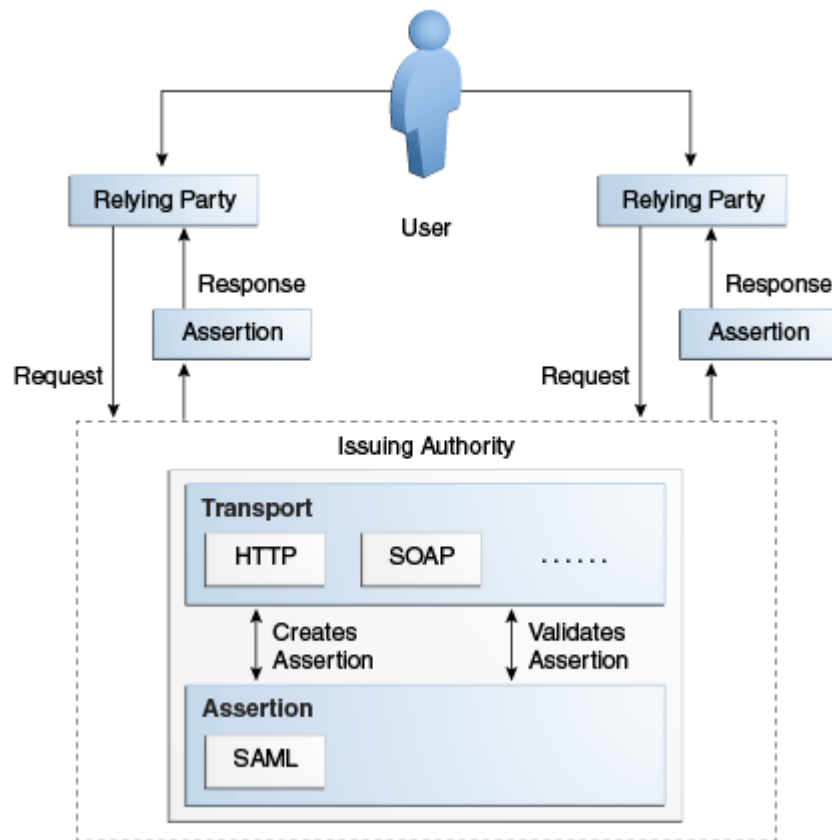 Relying Party
Relying Party
User
Response
Response
Assertion
Assertion
Request
Request
Issuing Authority
Transport
HTTP
SOAP
......
Creates
Assertion
Validates
Assertion
Assertion
SAML